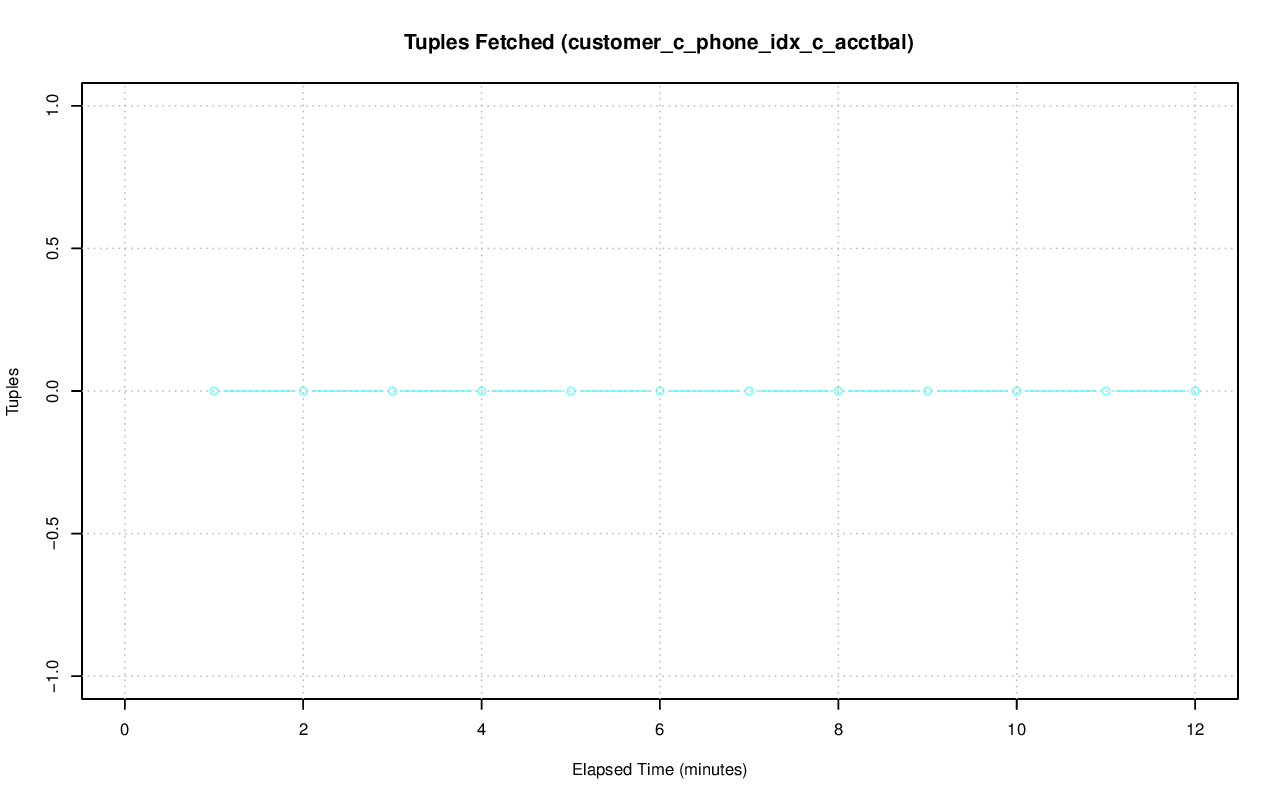 Tuples Fetched (customer_c_phone_idx_c_acctbal)
1.0
0.5
0.0
−0.5
−1.0
Tuples
0 2 4 6 8 10 12
Elapsed Time (minutes)